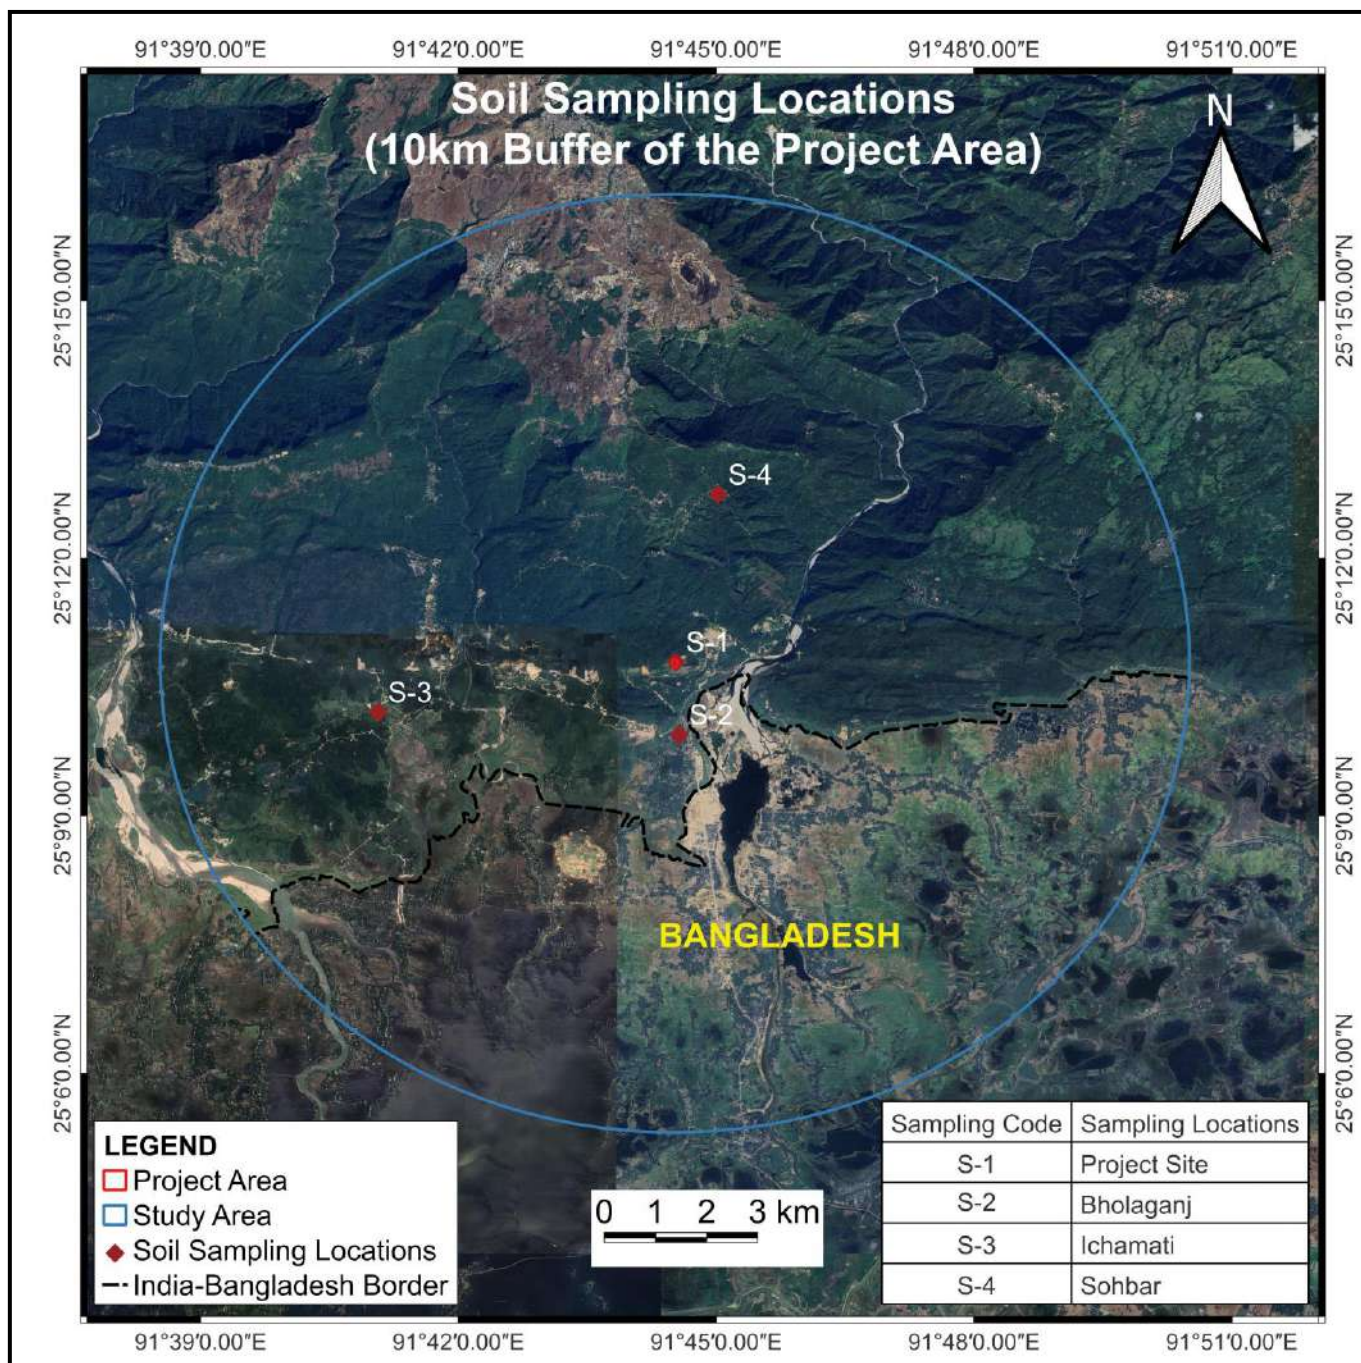 91°39'0.00"E 91°42'0.00"E 91°45'0.00"E 91°48'0.00"E 91°51'0.00"E
Soil Sampling Locations
(10km Buffer of the Project Area)
N
25°15'0.00"N
25°15'0.00"N
S-4
25°12'0.00"N
25°12'0.00"N
S-1
S-3
S-2
25°9'0.00"N
25°9'0.00"N
BANGLADESH
25°6'0.00"N
25°6'0.00"N
LEGEND
Project Area
Study Area
Soil Sampling Locations
India-Bangladesh Border
0 1 2 3 km
Sampling Code Sampling Locations
S-1 Project Site
S-2 Bholaganj
S-3 Ichamati
S-4 Sohbar
91°39'0.00"E 91°42'0.00"E 91°45'0.00"E 91°48'0.00"E 91°51'0.00"E